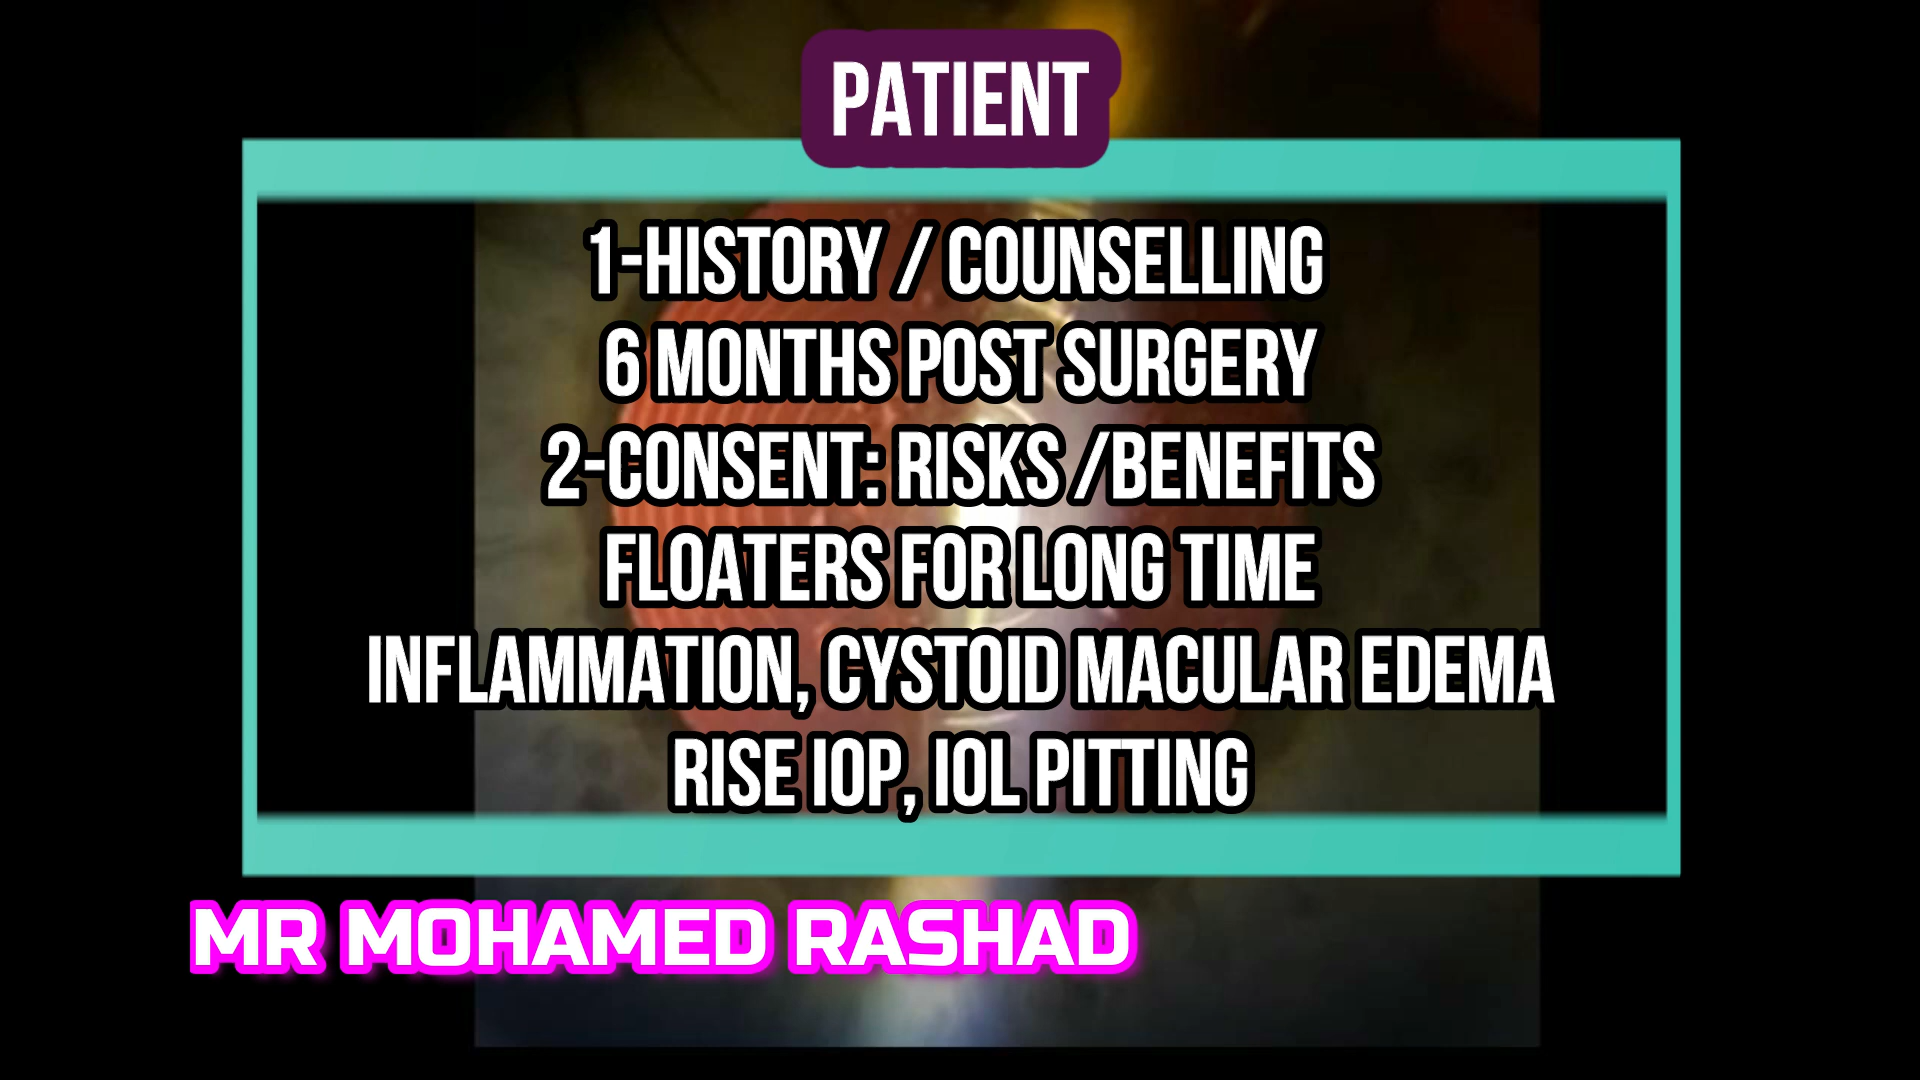 PATIENT
1-HISTORY / COUNSELLING
6 MONTHS POST SURGERY
2-CONSENT: RISKS /BENEFITS
FLOATERS FOR LONG TIME
INFLAMMATION, CYSTOID MACULAR EDEMA
RISE IOP, IOL PITTING
MR MOHAMED RASHAD